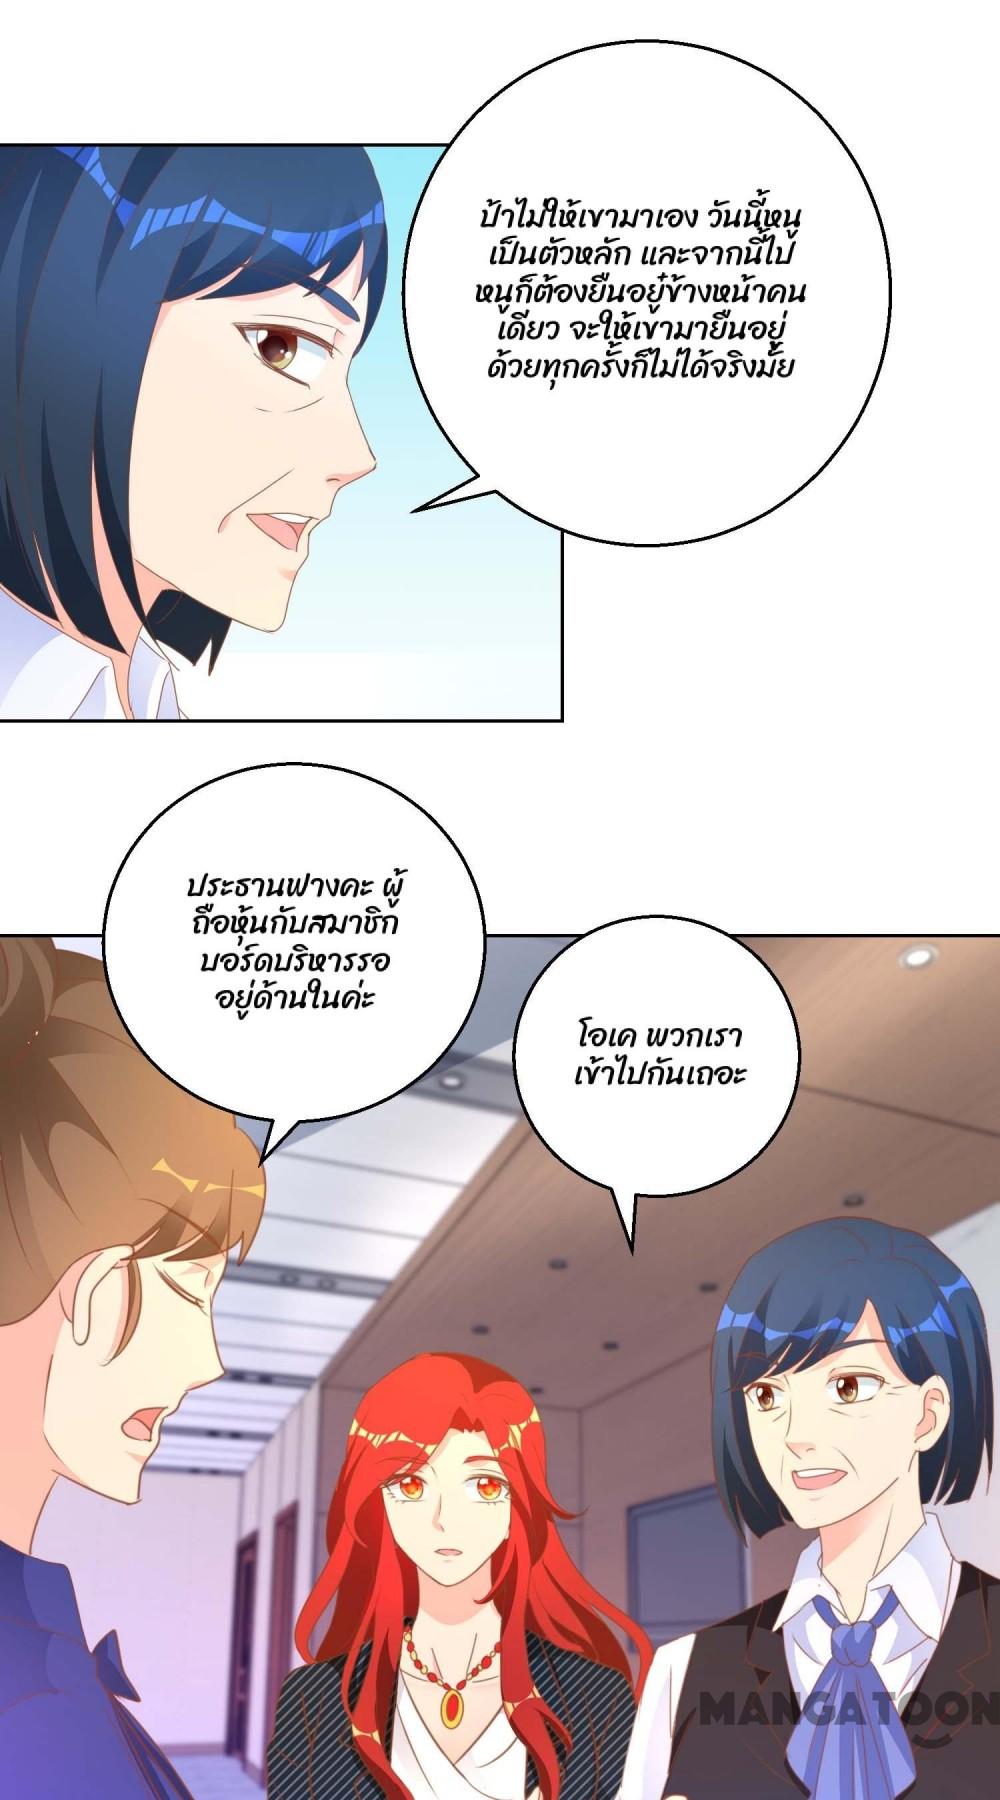 ป้าไม่ให้เขามาเอง วันนี้หนู
เป็นตัวหลัก และจากนี้ไป
หนูก็ต้องยืนอยู่ข้างหน้าคน
เดียว จะให้เขามายืนอยู่
ด้วยทุกครั้งก็ไม่ได้จริงมั้ย
ประธานฟางคะ ผู้
ถือหุ้นกับสมาชิก
บอร์ดบริหารรอ
อยู่ด้านในค่ะ
โอเค พวกเรา
เข้าไปกันเถอะ
MANGATOON